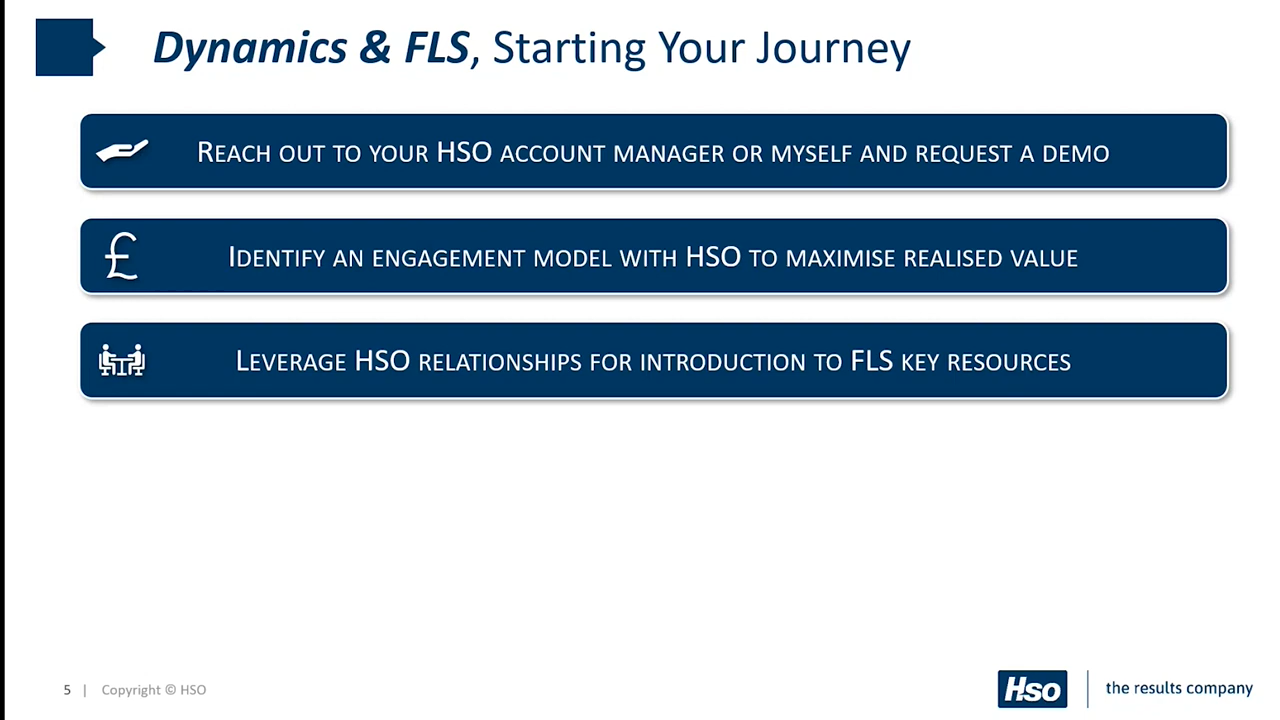 Dynamics & FLS, Starting Your Journey
Reach out to your HSO account manager or myself and request a demo
£
Identify an engagement model with HSO to maximise realised value
Leverage HSO relationships for introduction to FLS key resources
5 | Copyright © HSO
Hso | the results company